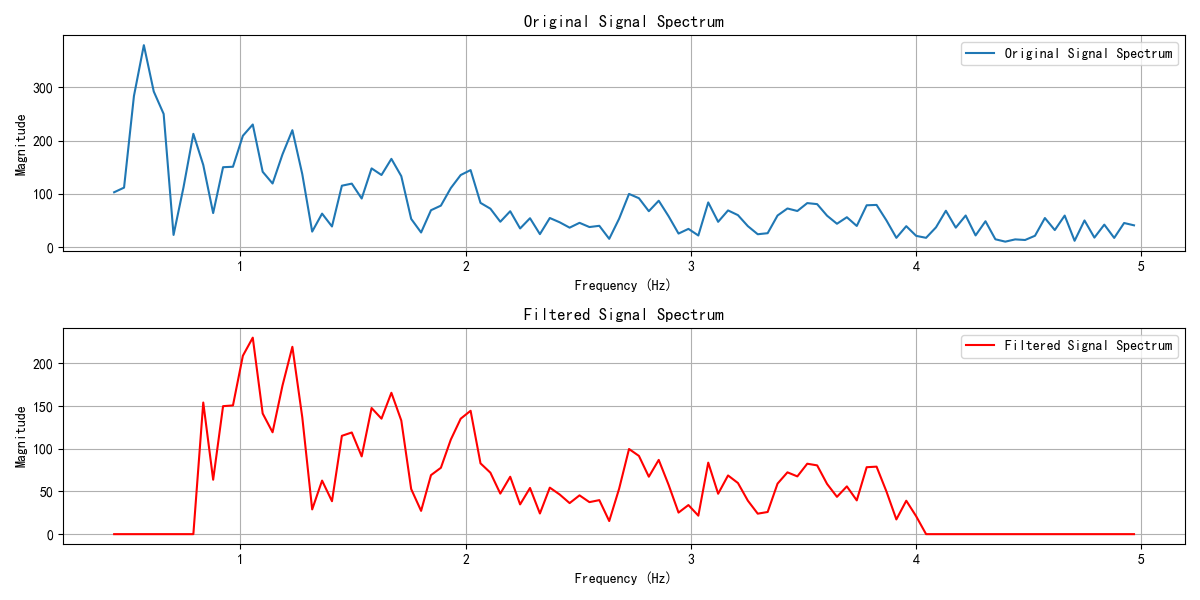 Original Signal Spectrum
Original Signal Spectrum
Magnitude
300
200
100
0
1 2 3 4 5
Frequency (Hz)
Filtered Signal Spectrum
Filtered Signal Spectrum
Magnitude
200
150
100
50
0
1 2 3 4 5
Frequency (Hz)